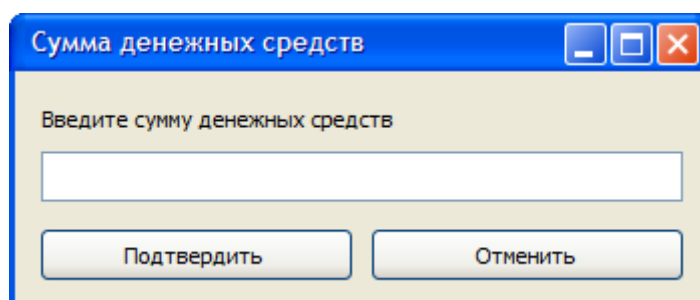 Сумма денежных средств
Введите сумму денежных средств
Подтвердить Отменить